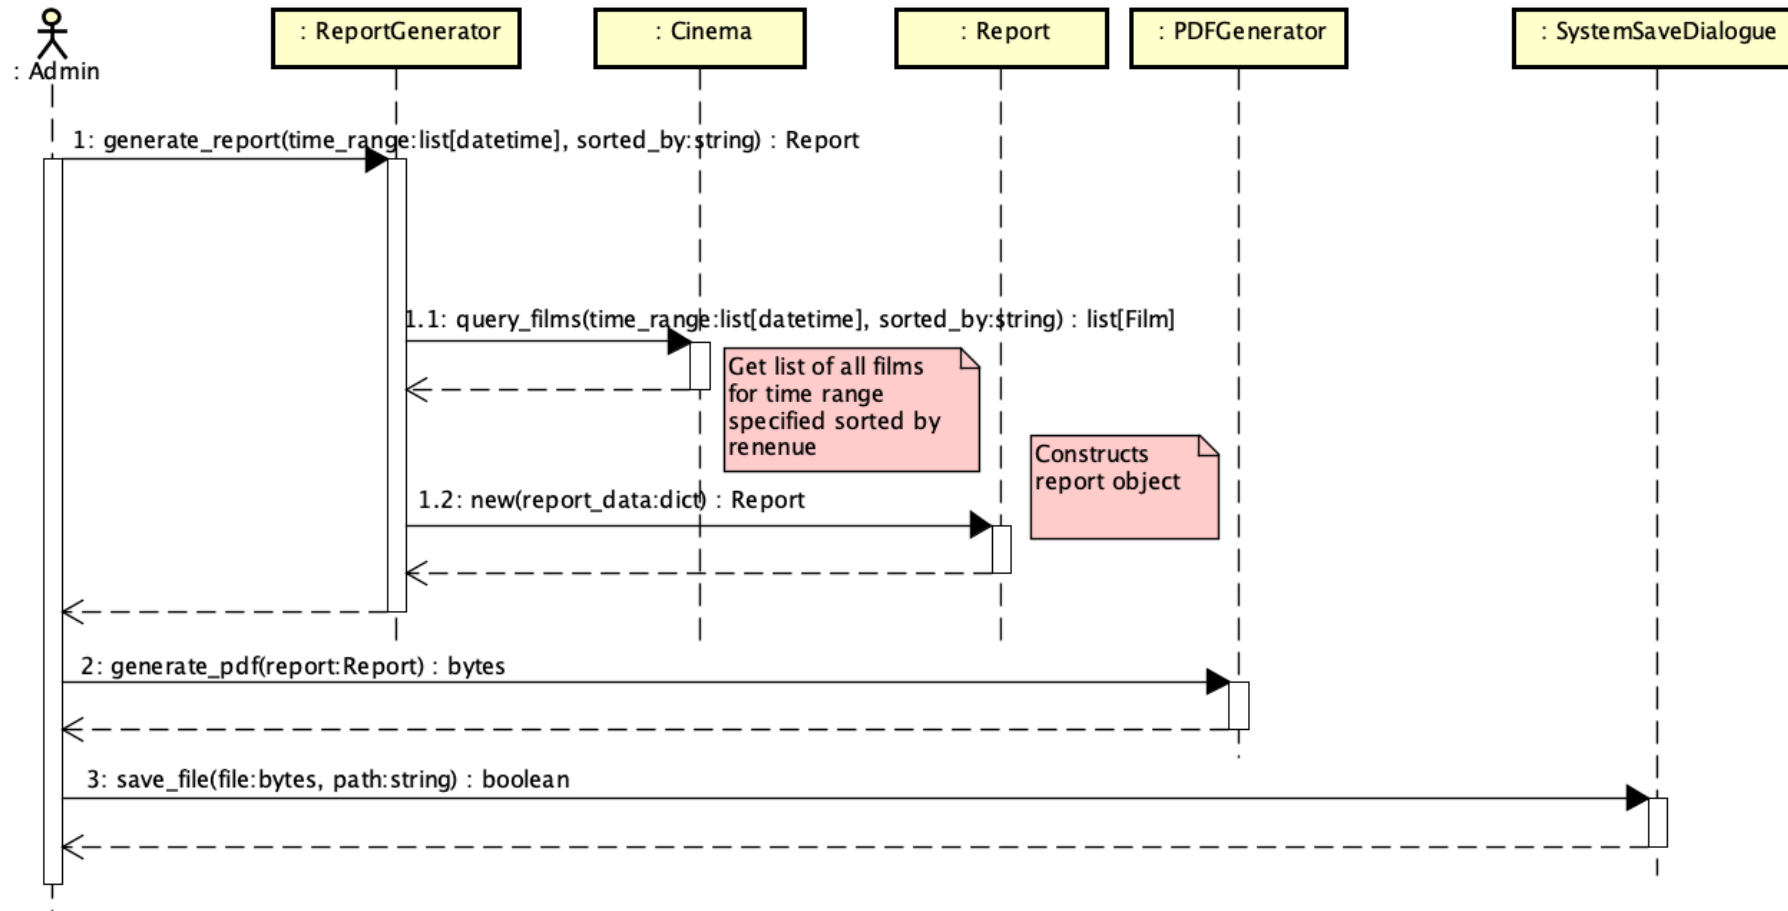 : ReportGenerator
: Cinema
: Report
: PDFGenerator
: SystemSaveDialogue
: Admin
1: generate_report(time_range:list[datetime], sorted_by:string) : Report
1.1: query_films(time_range:list[datetime], sorted_by:string) : list[Film]
Get list of all films
for time range
specified sorted by
renenue
Constructs
report object
1.2: new(report_data:dict) : Report
2: generate_pdf(report:Report) : bytes
3: save_file(file:bytes, path:string) : boolean